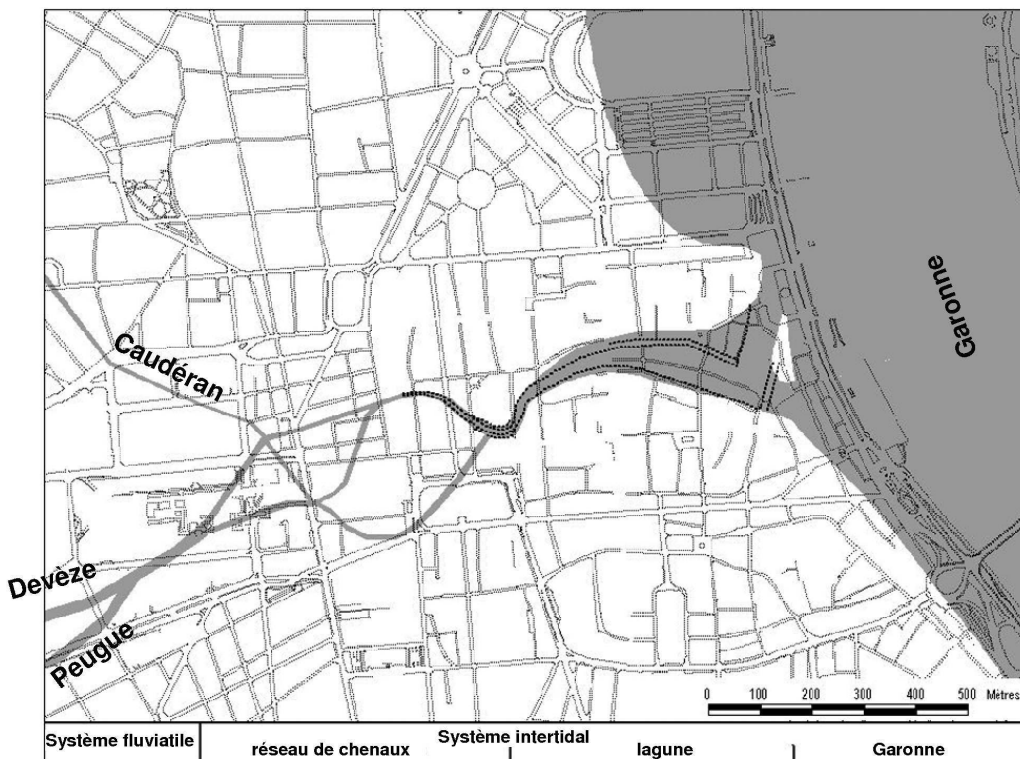 Garonne
Caudéran
Devèze
Peugue
0 100 200 300 400 500 Mètres
Système fluviatile
Système intertidal
réseau de chenaux
lagune
Garonne